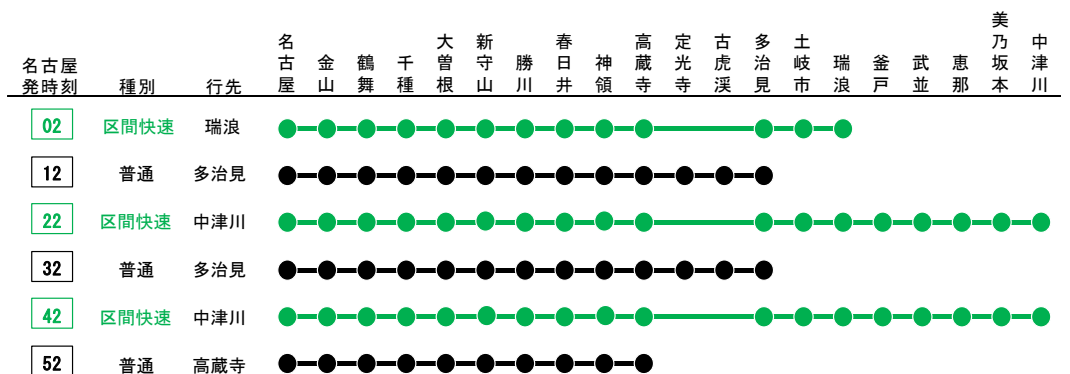 名古屋発時刻 種別 行先 名古屋 金山 鶴舞 千種 大曽根 新守山 勝川 春日井 神領 高蔵寺 定光寺 古虎渓 多治見 土岐市 瑞浪 釜戸 武並 恵那 美乃坂本 中津川
02 区間快速 瑞浪
12 普通 多治見
22 区間快速 中津川
32 普通 多治見
42 区間快速 中津川
52 普通 高蔵寺